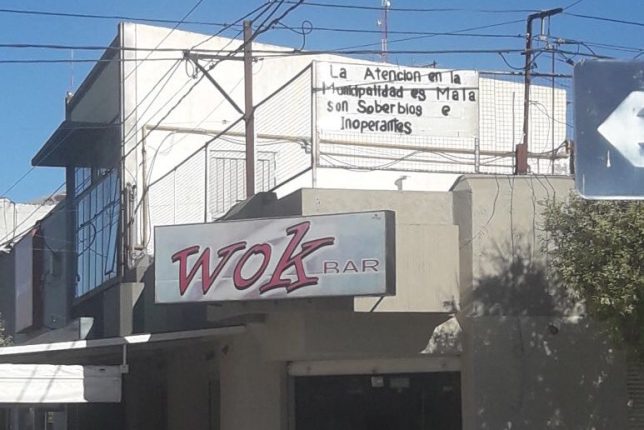 La Atencion en la
Municipalidad es Mala
son Soberbios e
Inoperantes
WOK BAR